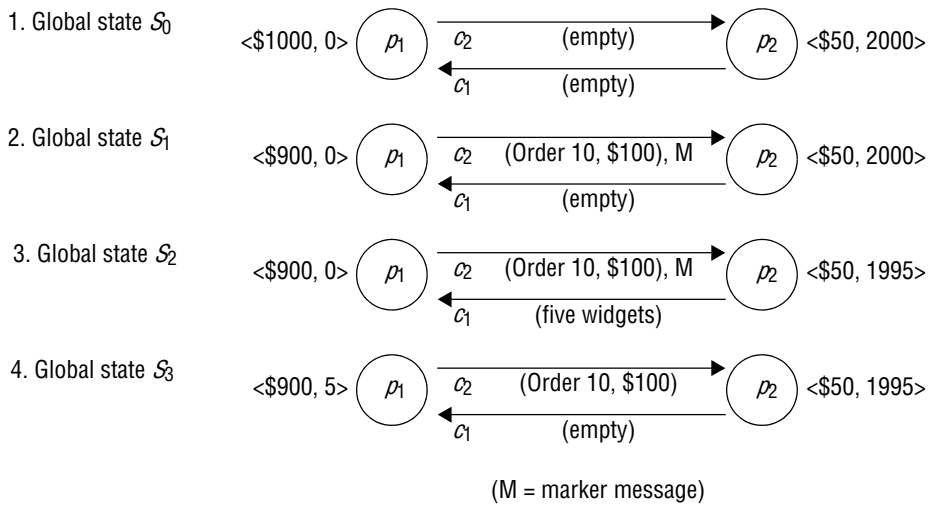 1. Global state S0
<$1000, 0> p1 c2 (empty) p2 <$50, 2000>
c1 (empty)
2. Global state S1
<$900, 0> p1 c2 (Order 10, $100), M p2 <$50, 2000>
c1 (empty)
3. Global state S2
<$900, 0> p1 c2 (Order 10, $100), M p2 <$50, 1995>
c1 (five widgets)
4. Global state S3
<$900, 5> p1 c2 (Order 10, $100) p2 <$50, 1995>
c1 (empty)
(M = marker message)